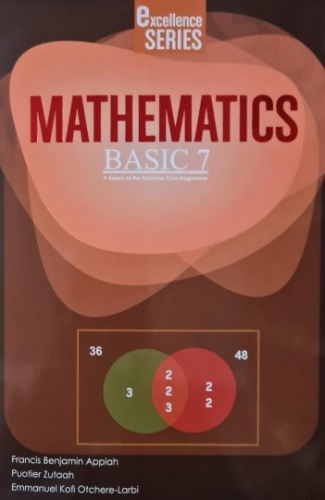 excellence
SERIES
MATHEMATICS
BASIC 7
• Based on the Common Core Programme
36
48
2
3 2 2
3 2
Francis Benjamin Appiah
Puotier Zutaah
Emmanuel Kofi Otchere-Larbi